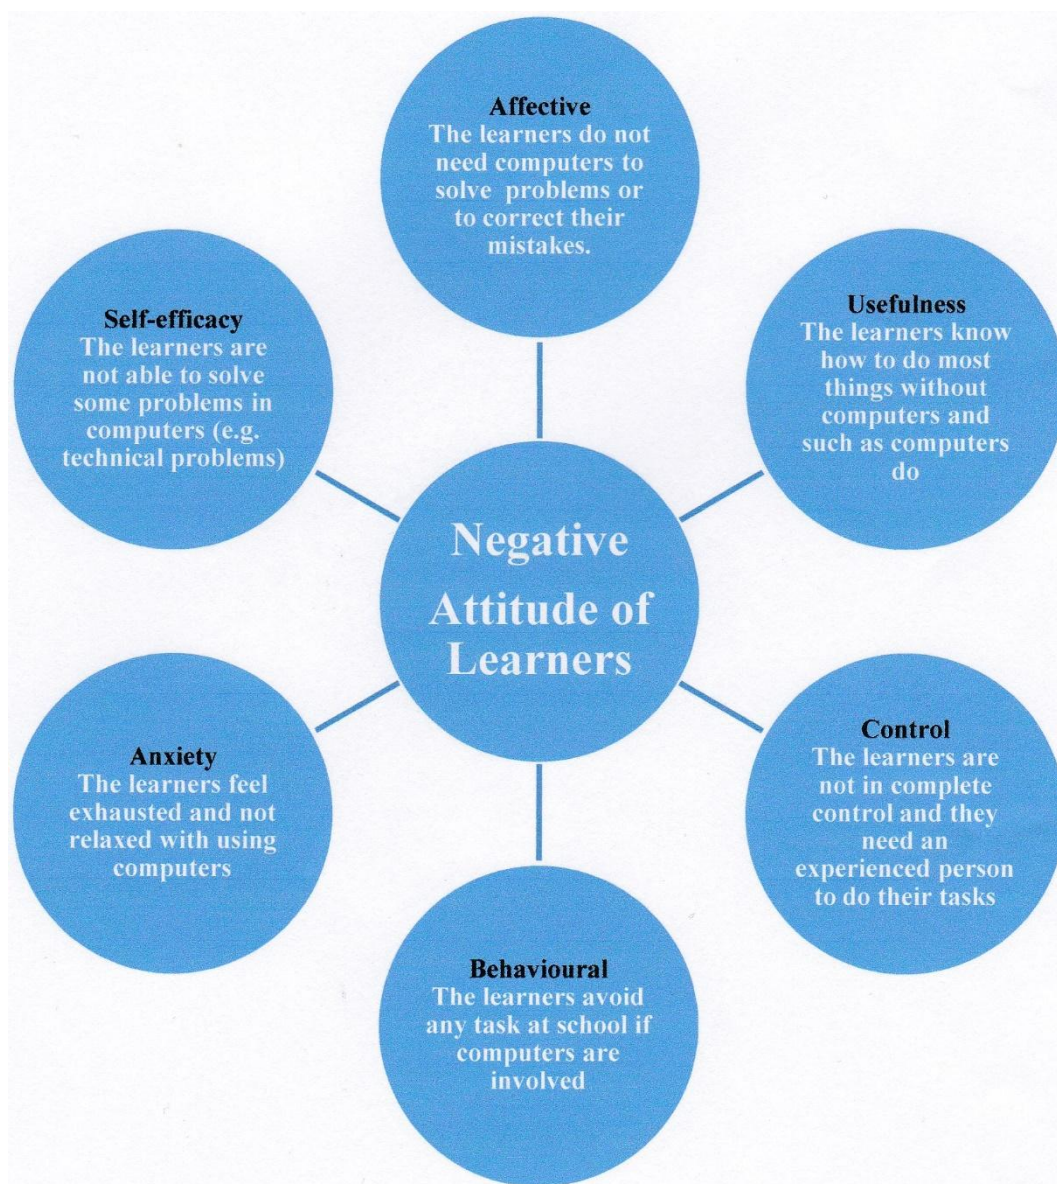 Affective
The learners do not
need computers to
solve problems or
to correct their
mistakes.
Usefulness
The learners know
how to do most
things without
computers and
such as computers
do
Control
The learners are
not in complete
control and they
need an
experienced person
to do their tasks
Behavioural
The learners avoid
any task at school if
computers are
involved
Anxiety
The learners feel
exhausted and not
relaxed with using
computers
Self-efficacy
The learners are
not able to solve
some problems in
computers (e.g.
technical problems)
Negative
Attitude of
Learners